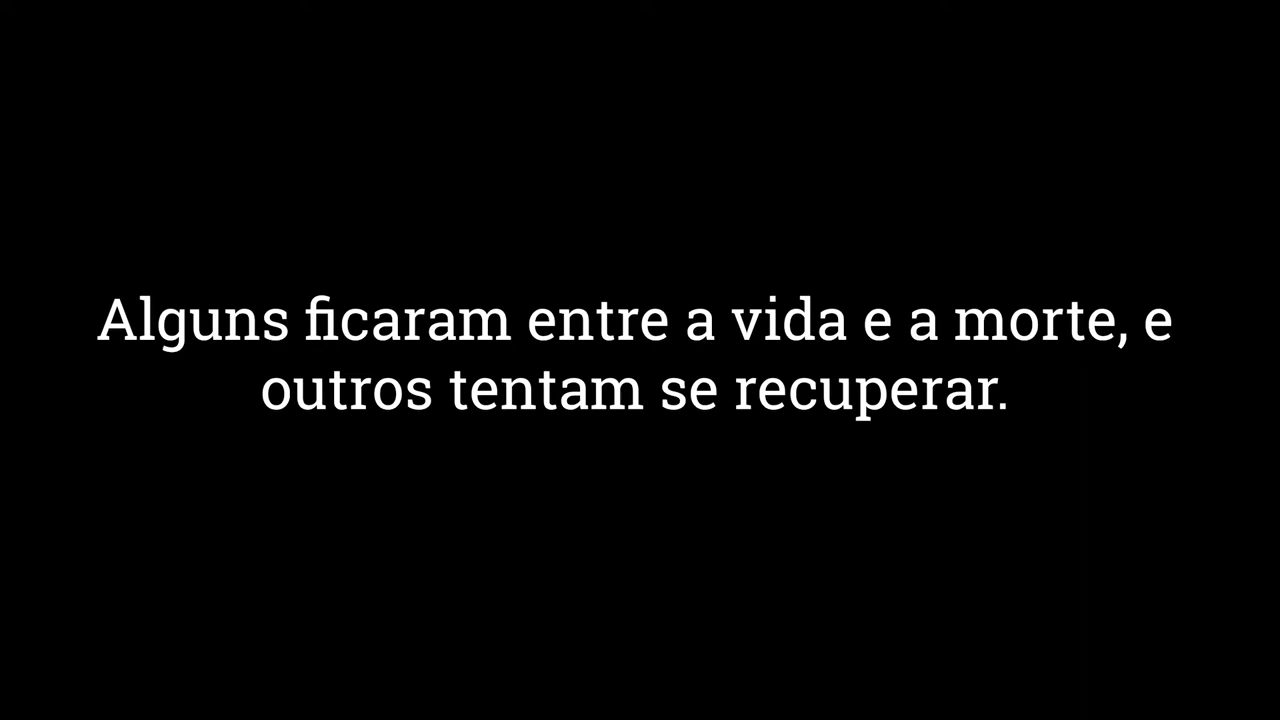 Alguns ficaram entre a vida e a morte, e
outros tentam se recuperar.